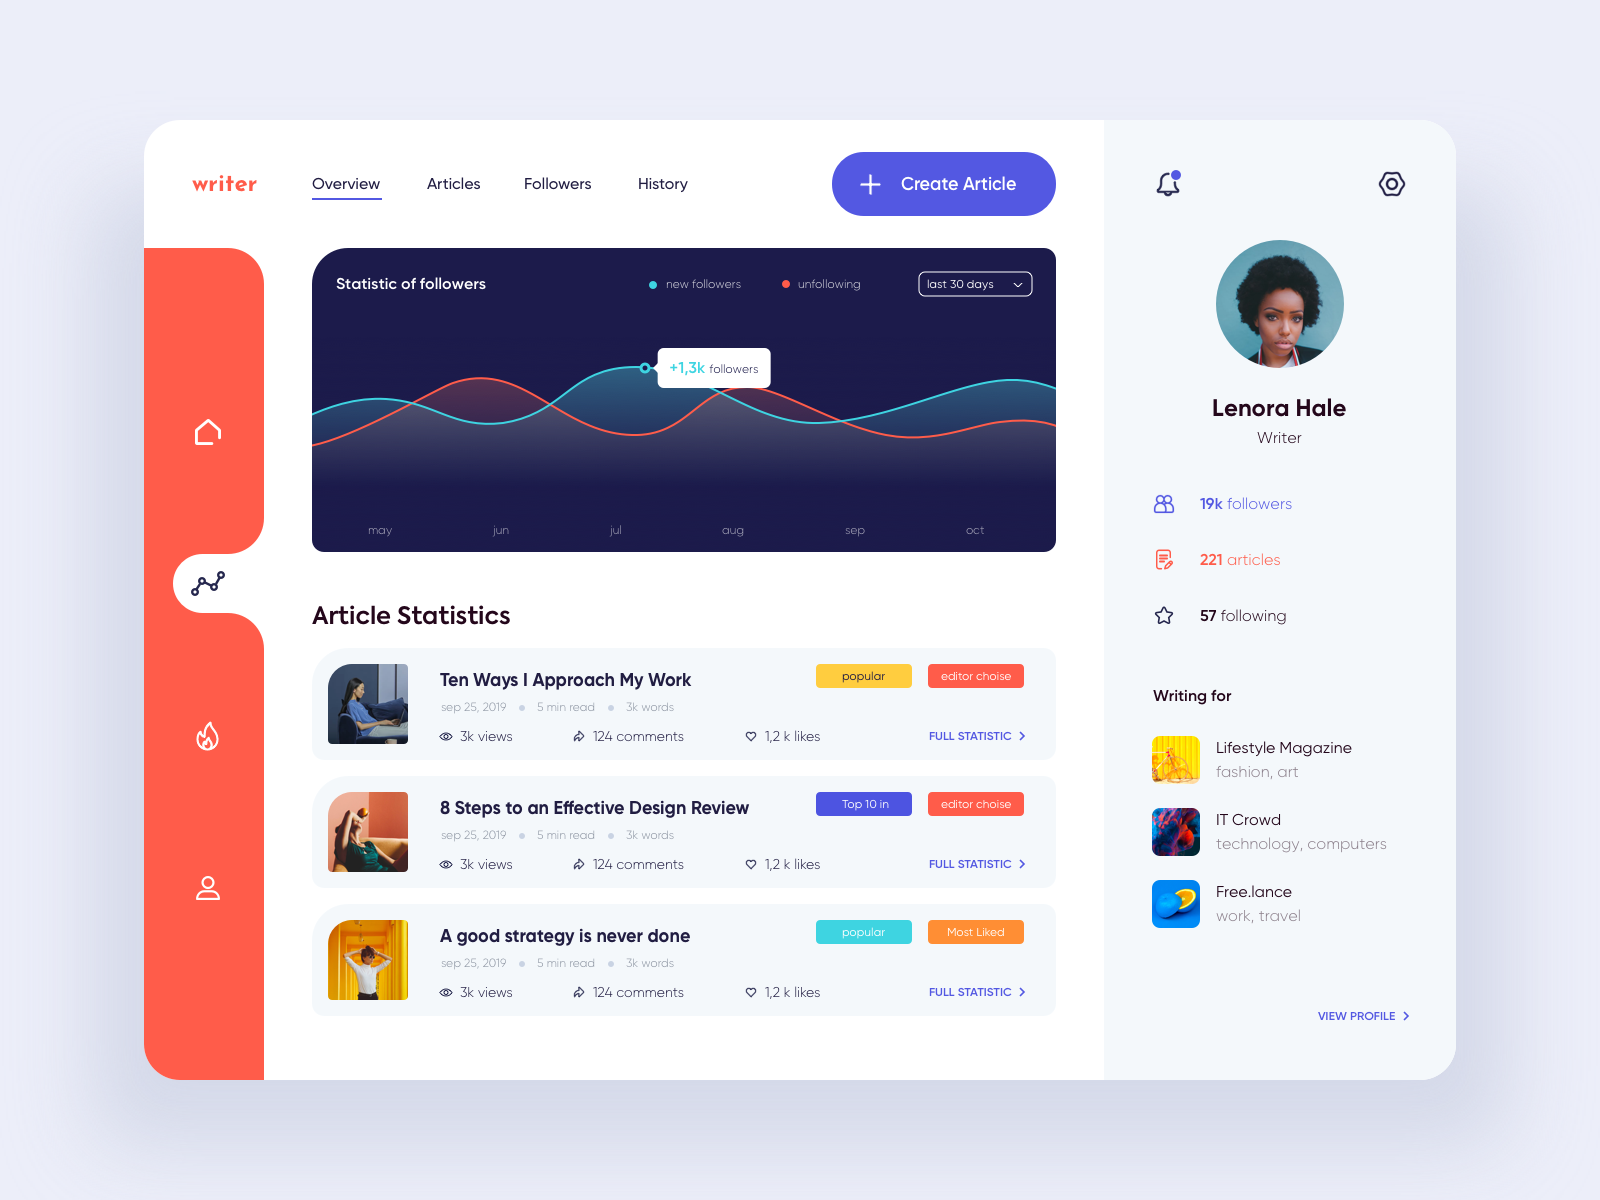 writer
Overview Articles Followers History
Create Article
Statistic of followers
new followers unfollowing last 30 days
+1,3k followers
may jun jul aug sep oct
Article Statistics
Ten Ways I Approach My Work
popular editor choise
sep 25, 2019 5 min read 3k words
3k views 124 comments 1,2 k likes FULL STATISTIC
8 Steps to an Effective Design Review
Top 10 in editor choise
sep 25, 2019 5 min read 3k words
3k views 124 comments 1,2 k likes FULL STATISTIC
A good strategy is never done
popular Most Liked
sep 25, 2019 5 min read 3k words
3k views 124 comments 1,2 k likes FULL STATISTIC
Lenora Hale
Writer
19k followers
221 articles
57 following
Writing for
Lifestyle Magazine
fashion, art
IT Crowd
technology, computers
Free.lance
work, travel
VIEW PROFILE